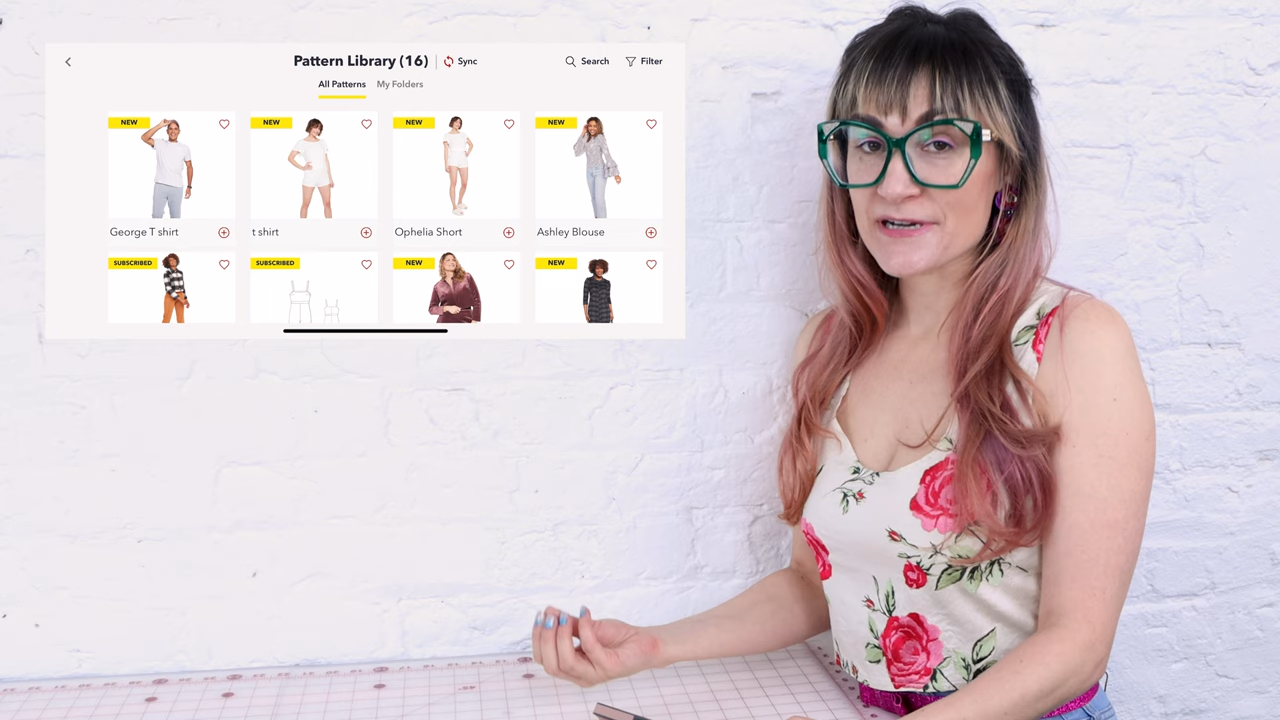 Pattern Library (16)
Sync
Search
Filter
All Patterns
My Folders
NEW
NEW
NEW
NEW
George T shirt
t shirt
Ophelia Short
Ashley Blouse
SUBSCRIBED
SUBSCRIBED
NEW
NEW